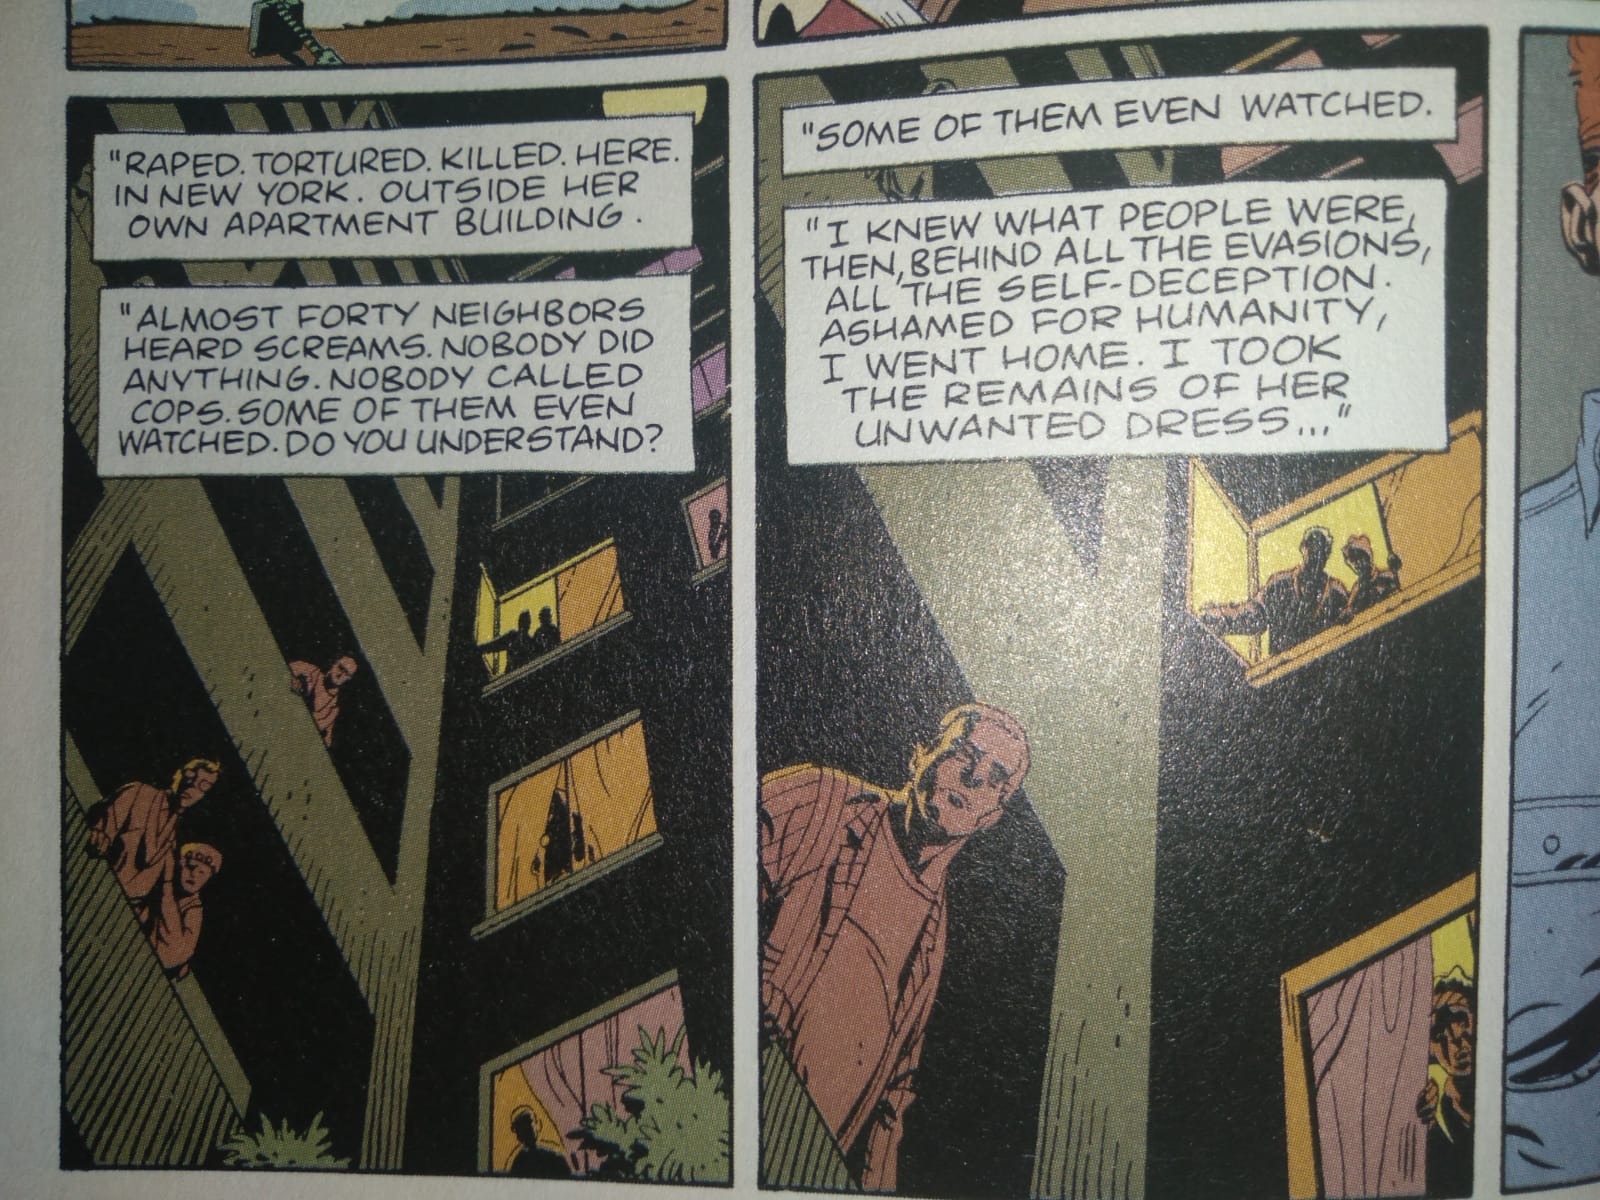 "RAPED. TORTURED. KILLED. HERE.
IN NEW YORK. OUTSIDE HER
OWN APARTMENT BUILDING.
"ALMOST FORTY NEIGHBORS
HEARD SCREAMS. NOBODY DID
ANYTHING. NOBODY CALLED
COPS. SOME OF THEM EVEN
WATCHED. DO YOU UNDERSTAND?
"SOME OF THEM EVEN WATCHED.
"I KNEW WHAT PEOPLE WERE,
THEN, BEHIND ALL THE EVASIONS,
ALL THE SELF-DECEPTION.
ASHAMED FOR HUMANITY,
I WENT HOME. I TOOK
THE REMAINS OF HER
UNWANTED DRESS..."